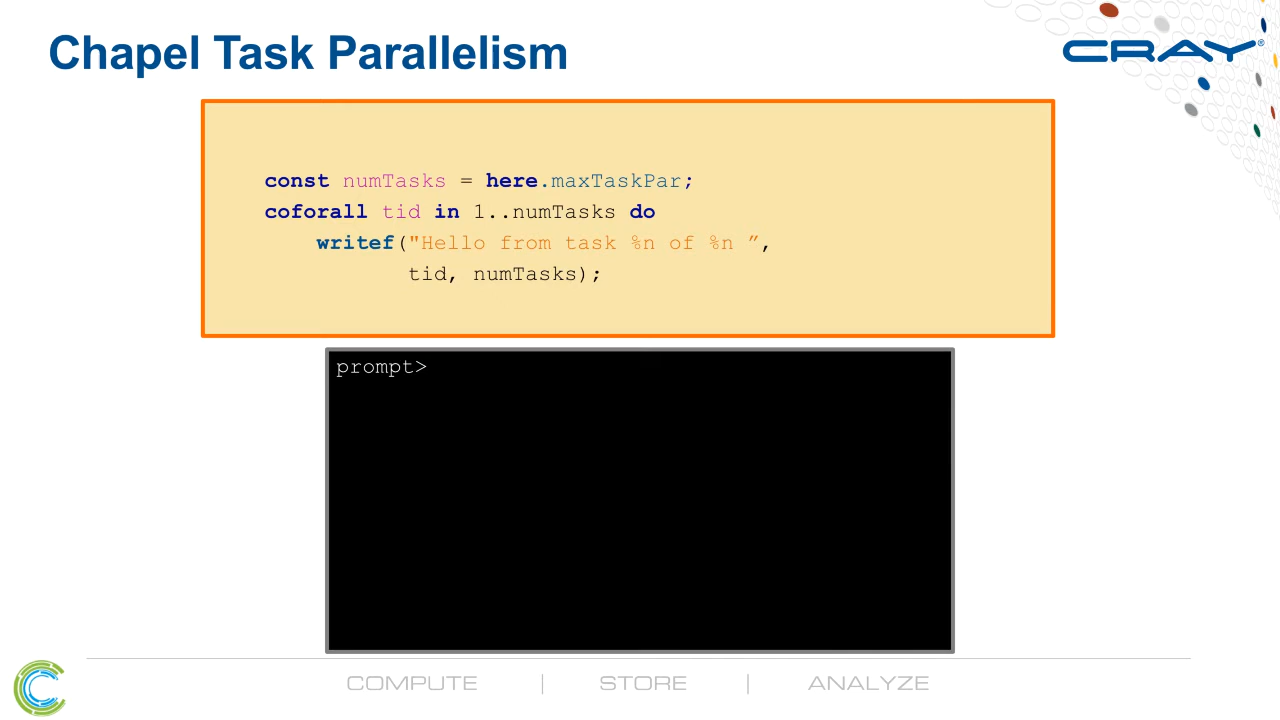 Chapel Task Parallelism
CRAY®
const numTasks = here.maxTaskPar;
coforall tid in 1..numTasks do
writef("Hello from task %n of %n ”,
tid, numTasks);
prompt>
COMPUTE | STORE | ANALYZE